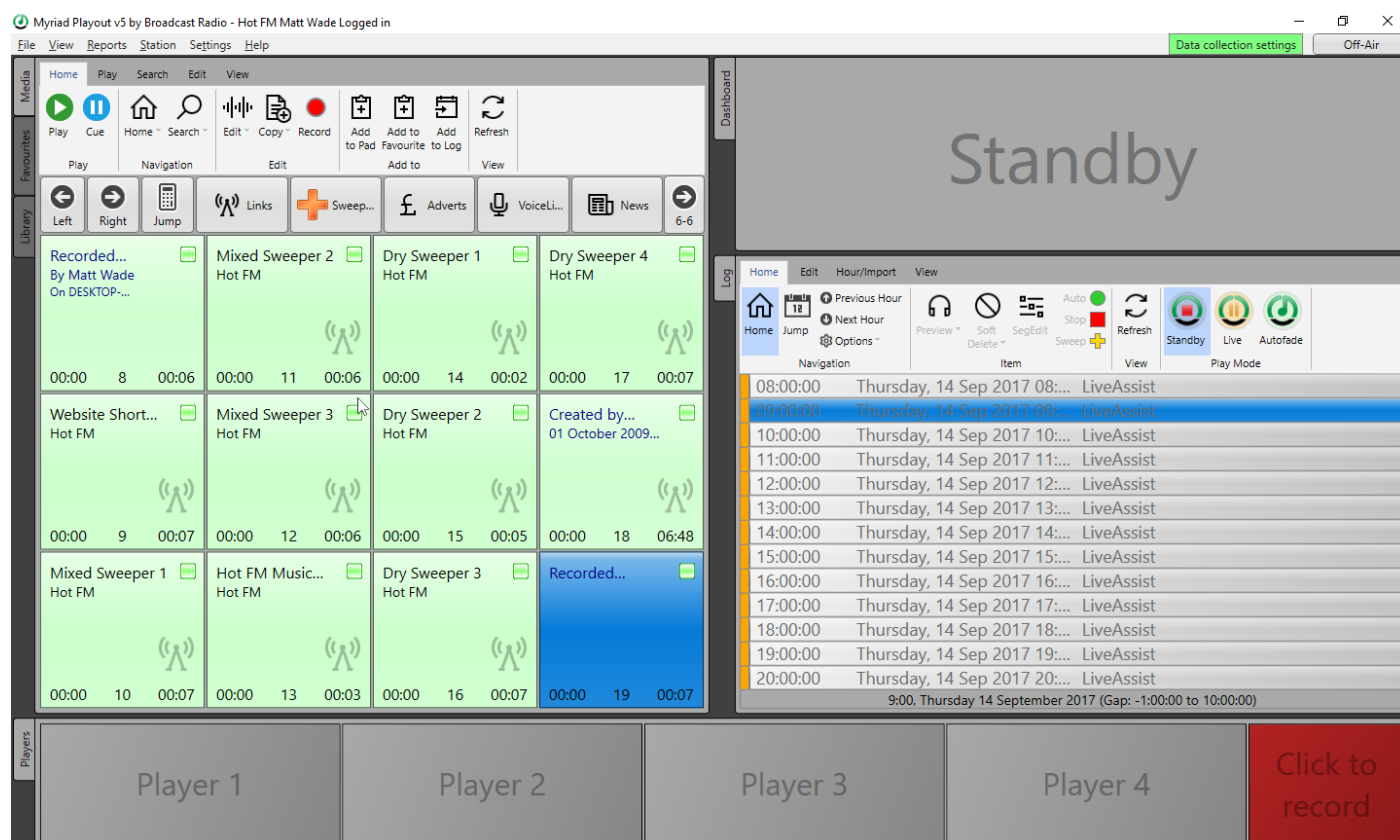 Myriad Playout v5 by Broadcast Radio - Hot FM Matt Wade Logged in
File View Reports Station Settings Help
Data collection settings
Off-Air
Media
Favourites
Library
Home Play Search Edit View
Play Cue Home Search Edit Copy Record Add to Pad Add to Favourite Add to Log Refresh
Play Navigation Edit Add to View
Left Right Jump Links Sweep... Adverts VoiceLi... News 6-6
Recorded...
By Matt Wade
On DESKTOP-...
00:00 8 00:06
Mixed Sweeper 2
Hot FM
00:00 11 00:06
Dry Sweeper 1
Hot FM
00:00 14 00:02
Dry Sweeper 4
Hot FM
00:00 17 00:07
Website Short...
Hot FM
00:00 9 00:07
Mixed Sweeper 3
Hot FM
00:00 12 00:06
Dry Sweeper 2
Hot FM
00:00 15 00:05
Created by...
01 October 2009...
00:00 18 06:48
Mixed Sweeper 1
Hot FM
00:00 10 00:07
Hot FM Music...
Hot FM
00:00 13 00:03
Dry Sweeper 3
Hot FM
00:00 16 00:07
Recorded...
00:00 19 00:07
Dashboard
Standby
Log
Home Edit Hour/Import View
Home Jump
12
Previous Hour
Next Hour
Options
Preview
Soft Delete
SegEdit
Auto
Stop
Sweep
Refresh
Standby Live Autofade
Navigation Item View Play Mode
08:00:00 Thursday, 14 Sep 2017 08:... LiveAssist
09:00:00 Thursday, 14 Sep 2017 09:... LiveAssist
10:00:00 Thursday, 14 Sep 2017 10:... LiveAssist
11:00:00 Thursday, 14 Sep 2017 11:... LiveAssist
12:00:00 Thursday, 14 Sep 2017 12:... LiveAssist
13:00:00 Thursday, 14 Sep 2017 13:... LiveAssist
14:00:00 Thursday, 14 Sep 2017 14:... LiveAssist
15:00:00 Thursday, 14 Sep 2017 15:... LiveAssist
16:00:00 Thursday, 14 Sep 2017 16:... LiveAssist
17:00:00 Thursday, 14 Sep 2017 17:... LiveAssist
18:00:00 Thursday, 14 Sep 2017 18:... LiveAssist
19:00:00 Thursday, 14 Sep 2017 19:... LiveAssist
20:00:00 Thursday, 14 Sep 2017 20:... LiveAssist
9:00, Thursday 14 September 2017 (Gap: -1:00:00 to 10:00:00)
Players
Player 1
Player 2
Player 3
Player 4
Click to
record